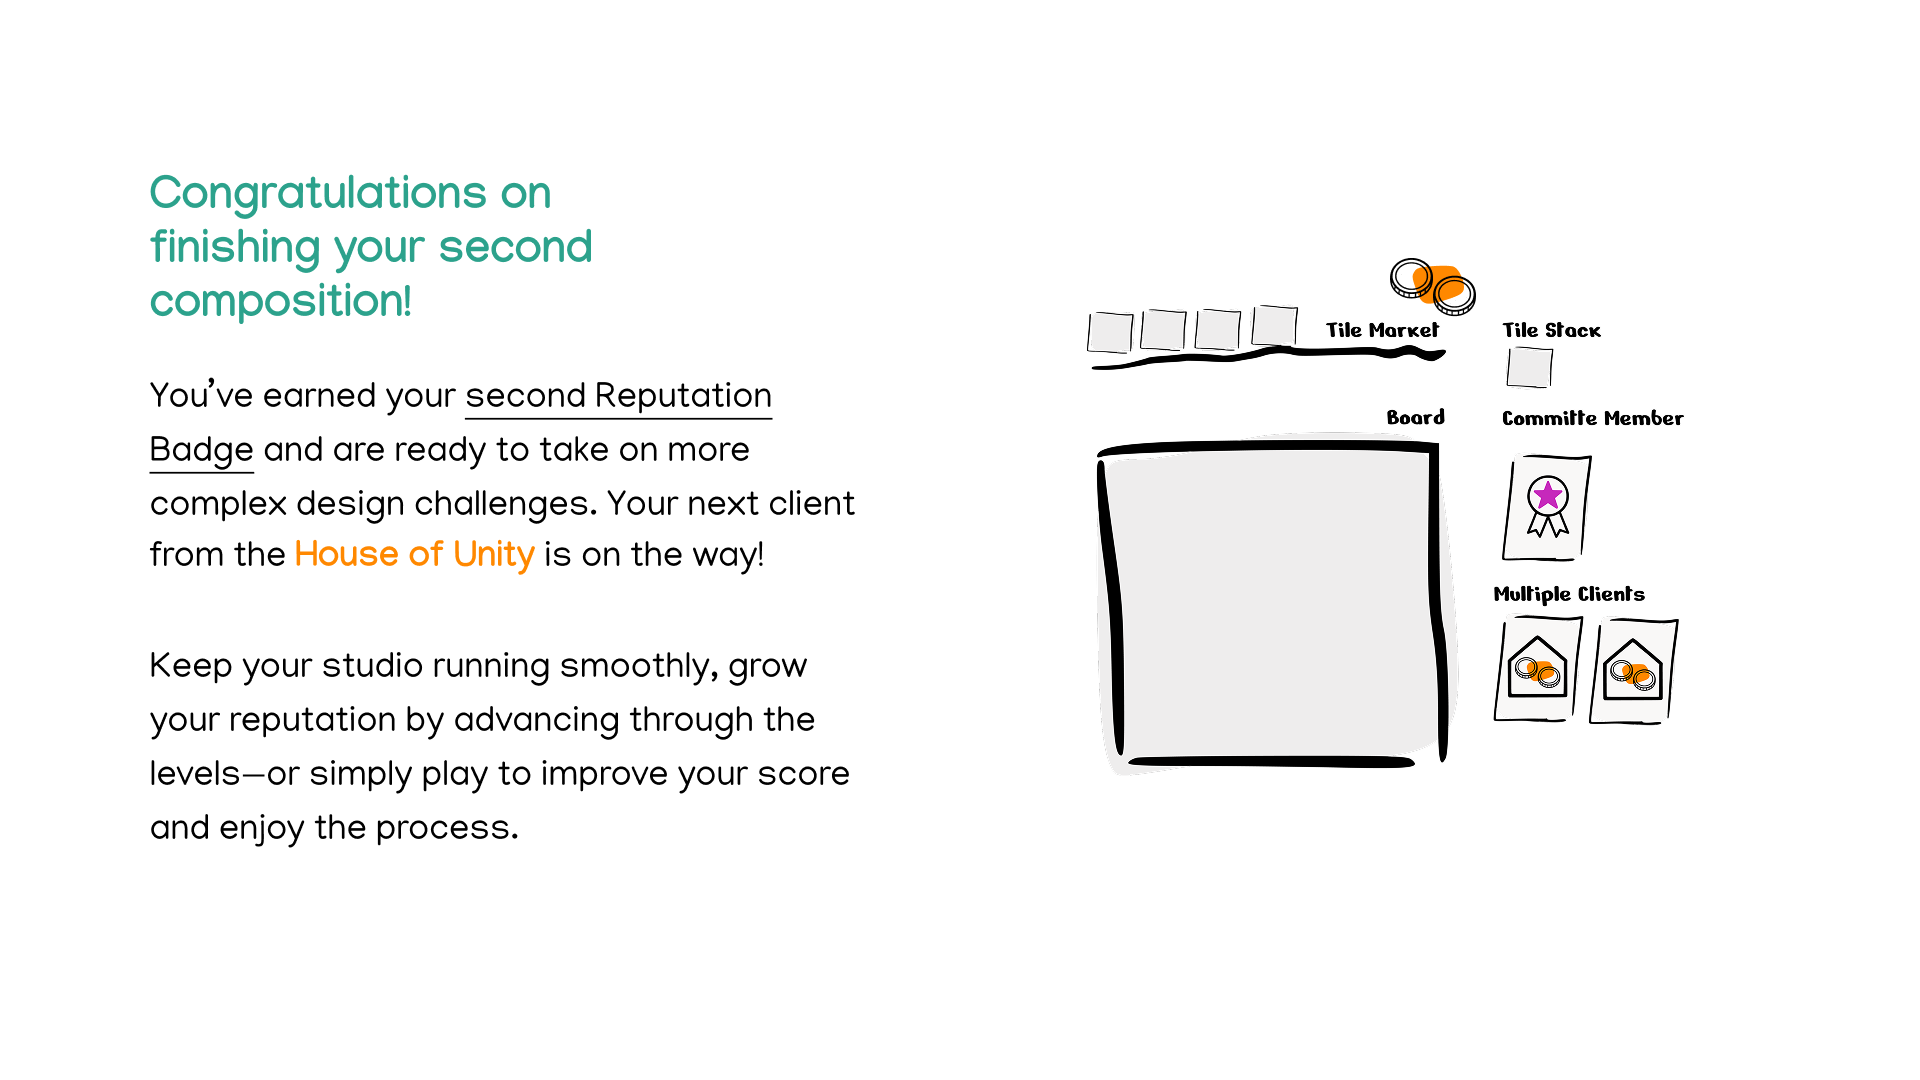 Congratulations on
finishing your second
composition!
You’ve earned your second Reputation
Badge and are ready to take on more
complex design challenges. Your next client
from the House of Unity is on the way!
Keep your studio running smoothly, grow
your reputation by advancing through the
levels—or simply play to improve your score
and enjoy the process.
Tile Market
Tile Stack
Board
Committe Member
Multiple Clients